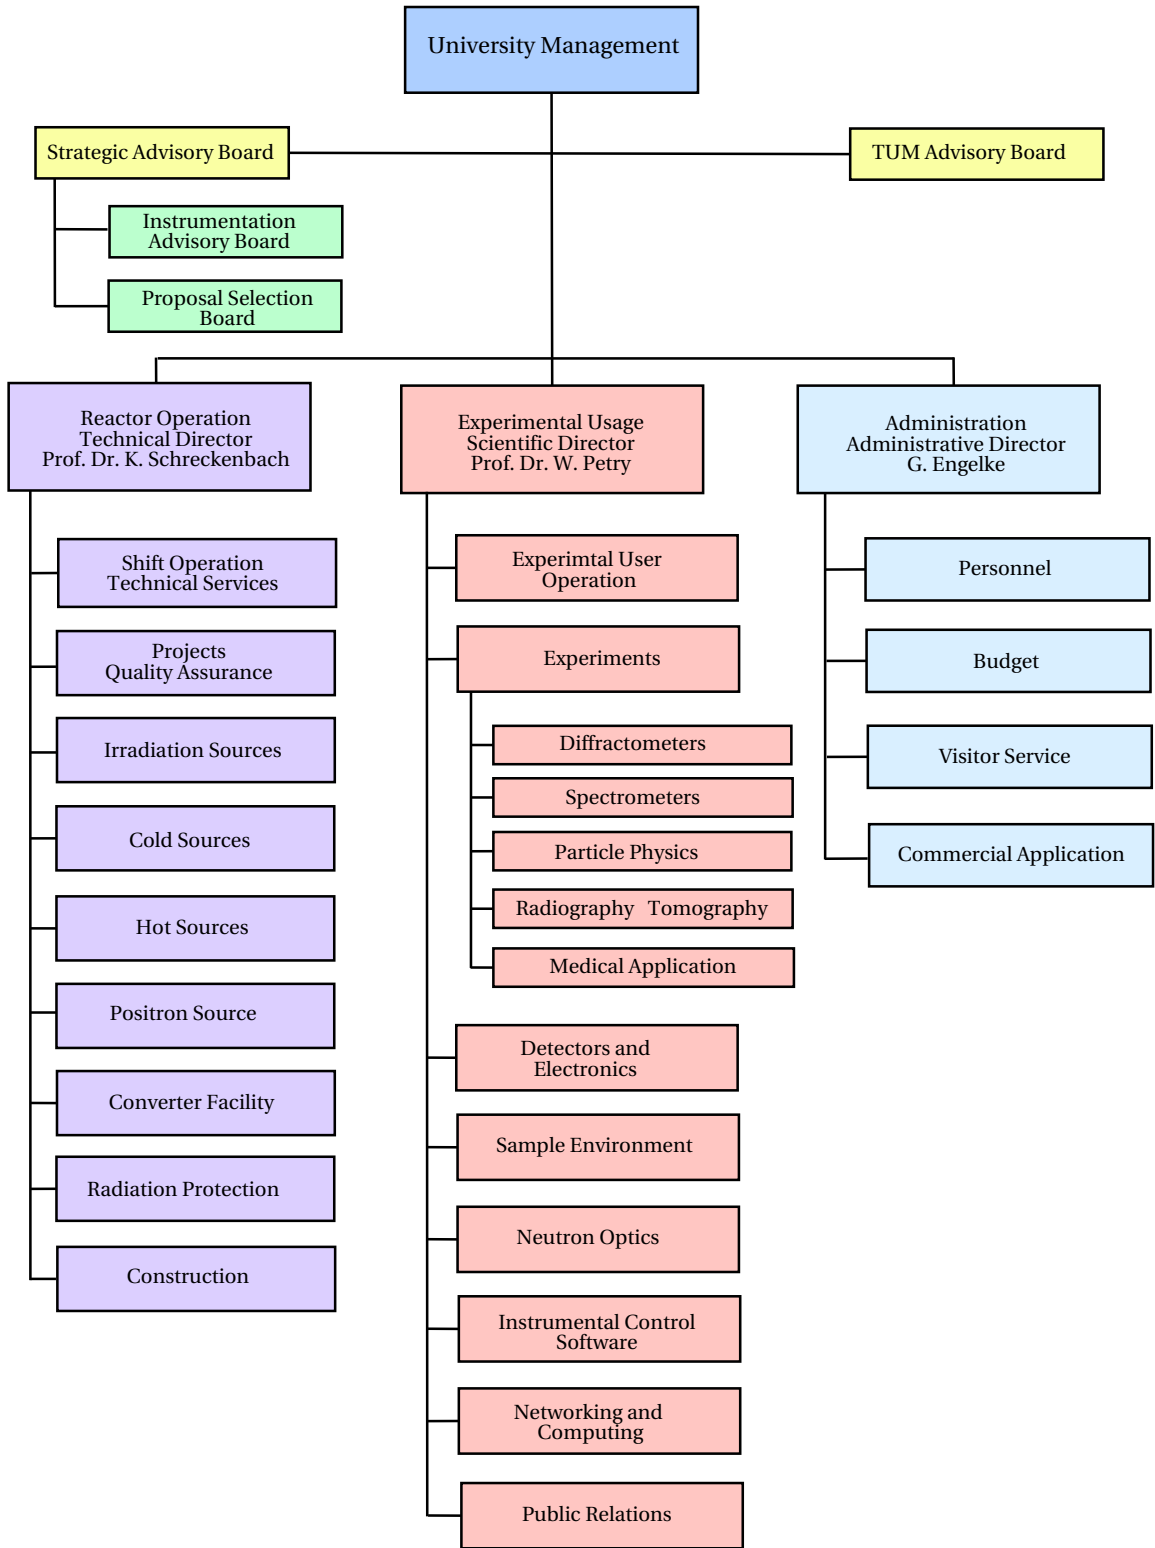 University Management
Strategic Advisory Board
TUM Advisory Board
Instrumentation
Advisory Board
Proposal Selection
Board
Reactor Operation
Technical Director
Prof. Dr. K. Schreckenbach
Experimental Usage
Scientific Director
Prof. Dr. W. Petry
Administration
Administrative Director
G. Engelke
Shift Operation
Technical Services
Projects
Quality Assurance
Irradiation Sources
Cold Sources
Hot Sources
Positron Source
Converter Facility
Radiation Protection
Construction
Experimtal User
Operation
Experiments
Diffractometers
Spectrometers
Particle Physics
Radiography Tomography
Medical Application
Detectors and
Electronics
Sample Environment
Neutron Optics
Instrumental Control
Software
Networking and
Computing
Public Relations
Personnel
Budget
Visitor Service
Commercial Application